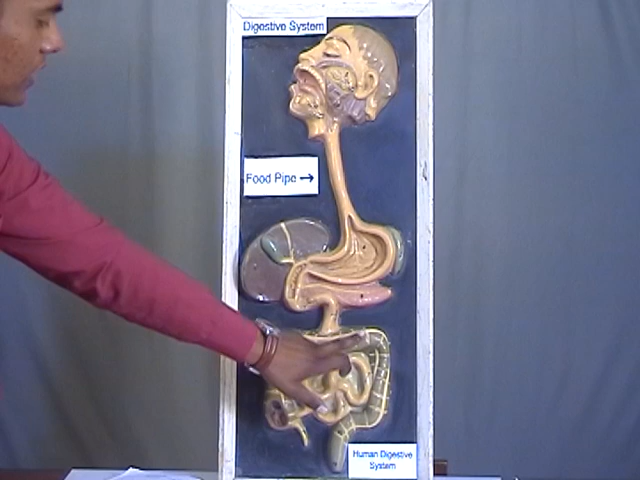 Digestive System
Food Pipe →
Human Digestive
System